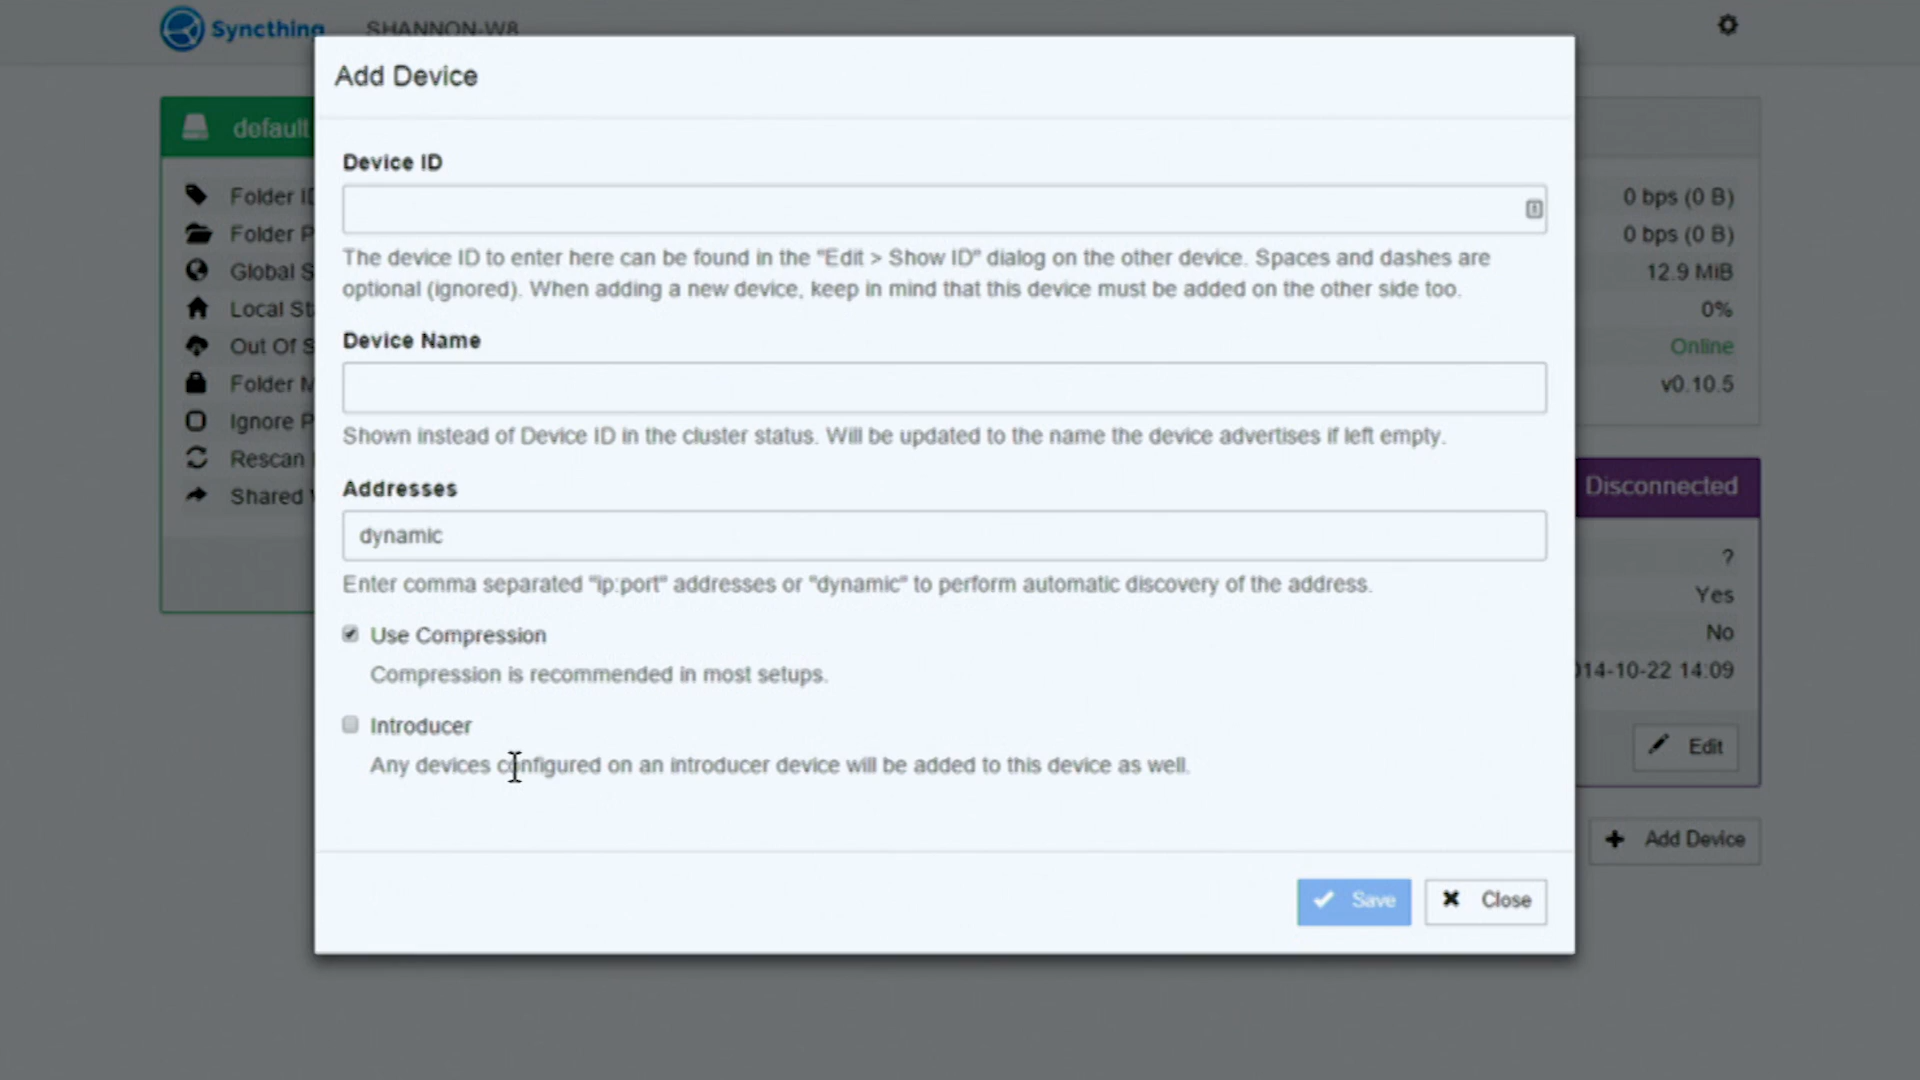 Syncthing SHANNON-W8
Add Device
default
Device ID
Folder ID
0 bps (0 B)
Folder P
0 bps (0 B)
The device ID to enter here can be found in the "Edit > Show ID" dialog on the other device. Spaces and dashes are
optional (ignored). When adding a new device, keep in mind that this device must be added on the other side too.
Global S
12.9 MiB
Local St
0%
Device Name
Out Of S
Online
Folder M
v0.10.5
Ignore P
Shown instead of Device ID in the cluster status. Will be updated to the name the device advertises if left empty.
Rescan
Addresses
Disconnected
Shared
dynamic
?
Enter comma separated "ip:port" addresses or "dynamic" to perform automatic discovery of the address.
Yes
Use Compression
No
Compression is recommended in most setups.
014-10-22 14:09
Introducer
Edit
Any devices configured on an introducer device will be added to this device as well.
Add Device
Save
Close